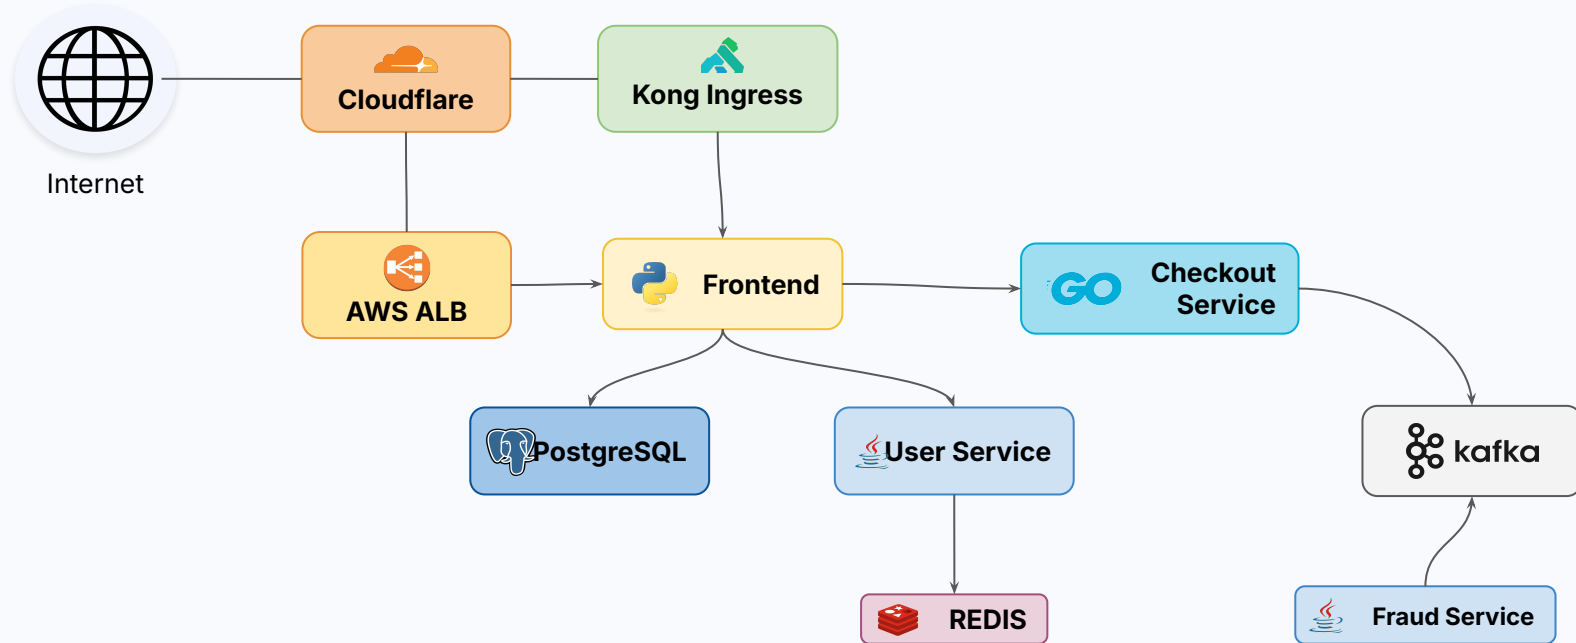 Cloudflare
Kong Ingress
Internet
AWS ALB
Frontend
GO
Checkout
Service
PostgreSQL
User Service
kafka
REDIS
Fraud Service